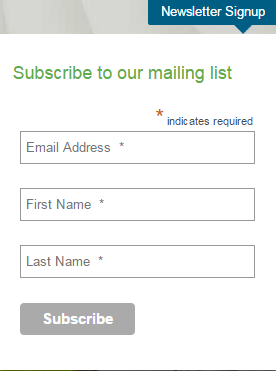 Newsletter Signup
Subscribe to our mailing list
* indicates required
Email Address *
First Name *
Last Name *
Subscribe